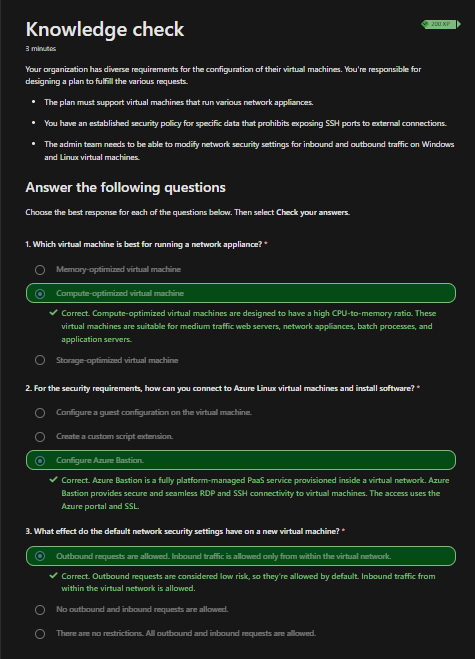 Knowledge check
200 XP
3 minutes
Your organization has diverse requirements for the configuration of their virtual machines. You're responsible for
designing a plan to fulfill the various requests.
• The plan must support virtual machines that run various network appliances.
• You have an established security policy for specific data that prohibits exposing SSH ports to external connections.
• The admin team needs to be able to modify network security settings for inbound and outbound traffic on Windows
and Linux virtual machines.
Answer the following questions
Choose the best response for each of the questions below. Then select Check your answers.
1. Which virtual machine is best for running a network appliance? *
Memory-optimized virtual machine
Compute-optimized virtual machine
✓ Correct. Compute-optimized virtual machines are designed to have a high CPU-to-memory ratio. These
virtual machines are suitable for medium traffic web servers, network appliances, batch processes, and
application servers.
Storage-optimized virtual machine
2. For the security requirements, how can you connect to Azure Linux virtual machines and install software? *
Configure a guest configuration on the virtual machine.
Create a custom script extension.
Configure Azure Bastion.
✓ Correct. Azure Bastion is a fully platform-managed PaaS service provisioned inside a virtual network. Azure
Bastion provides secure and seamless RDP and SSH connectivity to virtual machines. The access uses the
Azure portal and SSL.
3. What effect do the default network security settings have on a new virtual machine? *
Outbound requests are allowed. Inbound traffic is allowed only from within the virtual network.
✓ Correct. Outbound requests are considered low risk, so they're allowed by default. Inbound traffic from
within the virtual network is allowed.
No outbound and inbound requests are allowed.
There are no restrictions. All outbound and inbound requests are allowed.